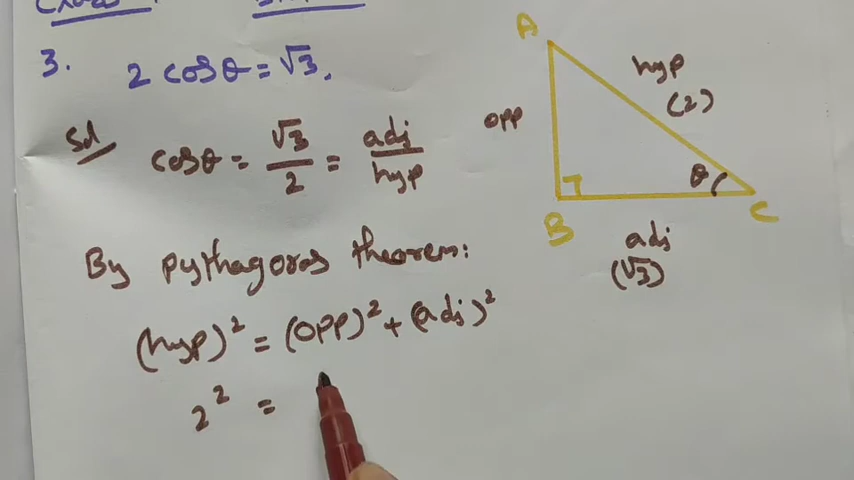 3. 2 cosθ = √3.
Sol cosθ = √3/2 = adj/hyp
By pythagoras theorem:
(hyp)² = (opp)² + (adj)²
2² =
A
hyp
(2)
opp
θ
B
C
adj
(√3)